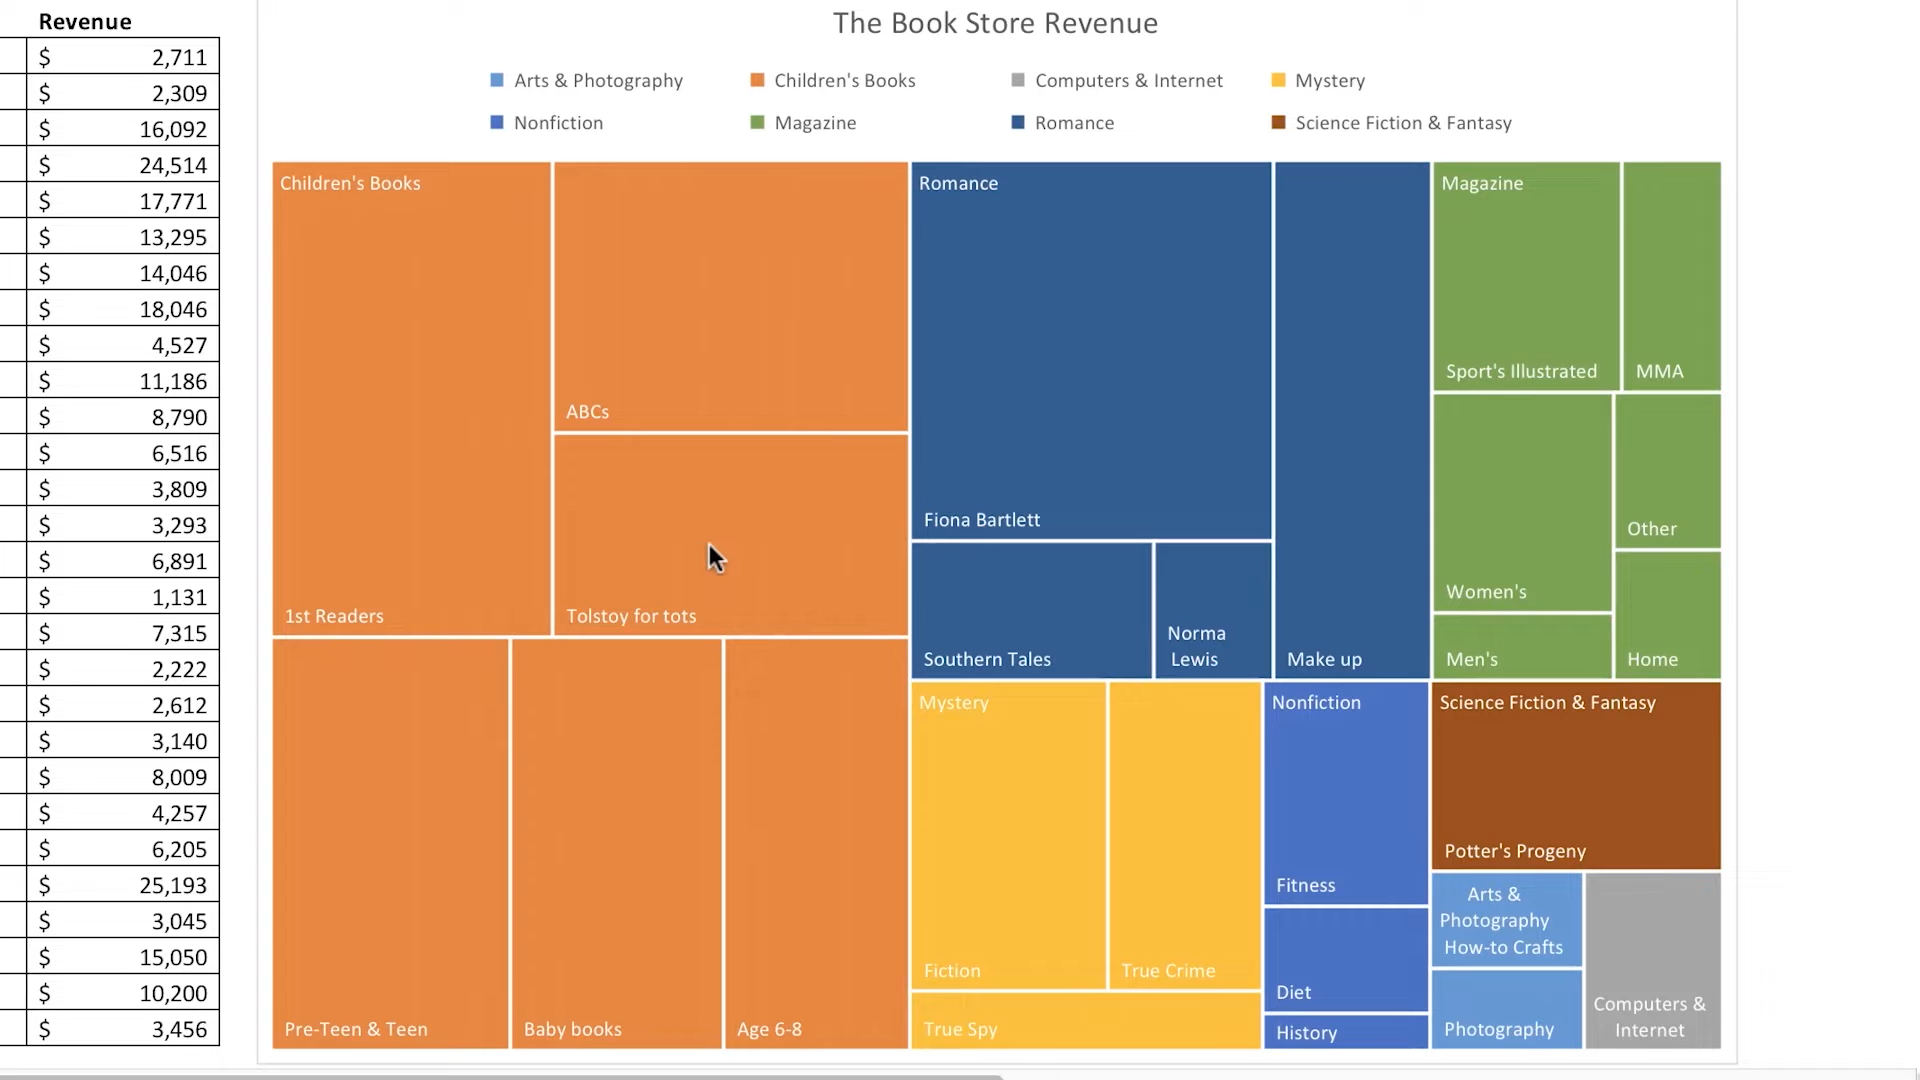 Revenue
$ 2,711
$ 2,309
$ 16,092
$ 24,514
$ 17,771
$ 13,295
$ 14,046
$ 18,046
$ 4,527
$ 11,186
$ 8,790
$ 6,516
$ 3,809
$ 3,293
$ 6,891
$ 1,131
$ 7,315
$ 2,222
$ 2,612
$ 3,140
$ 8,009
$ 4,257
$ 6,205
$ 25,193
$ 3,045
$ 15,050
$ 10,200
$ 3,456
The Book Store Revenue
Arts & Photography
Children's Books
Computers & Internet
Mystery
Nonfiction
Magazine
Romance
Science Fiction & Fantasy
Children's Books
1st Readers
ABCs
Tolstoy for tots
Pre-Teen & Teen
Baby books
Age 6-8
Romance
Fiona Bartlett
Southern Tales
Norma
Lewis
Make up
Magazine
Sport's Illustrated
MMA
Women's
Other
Men's
Home
Mystery
Fiction
True Crime
True Spy
Nonfiction
Fitness
Diet
History
Science Fiction & Fantasy
Potter's Progeny
Arts &
Photography
How-to Crafts
Photography
Computers &
Internet